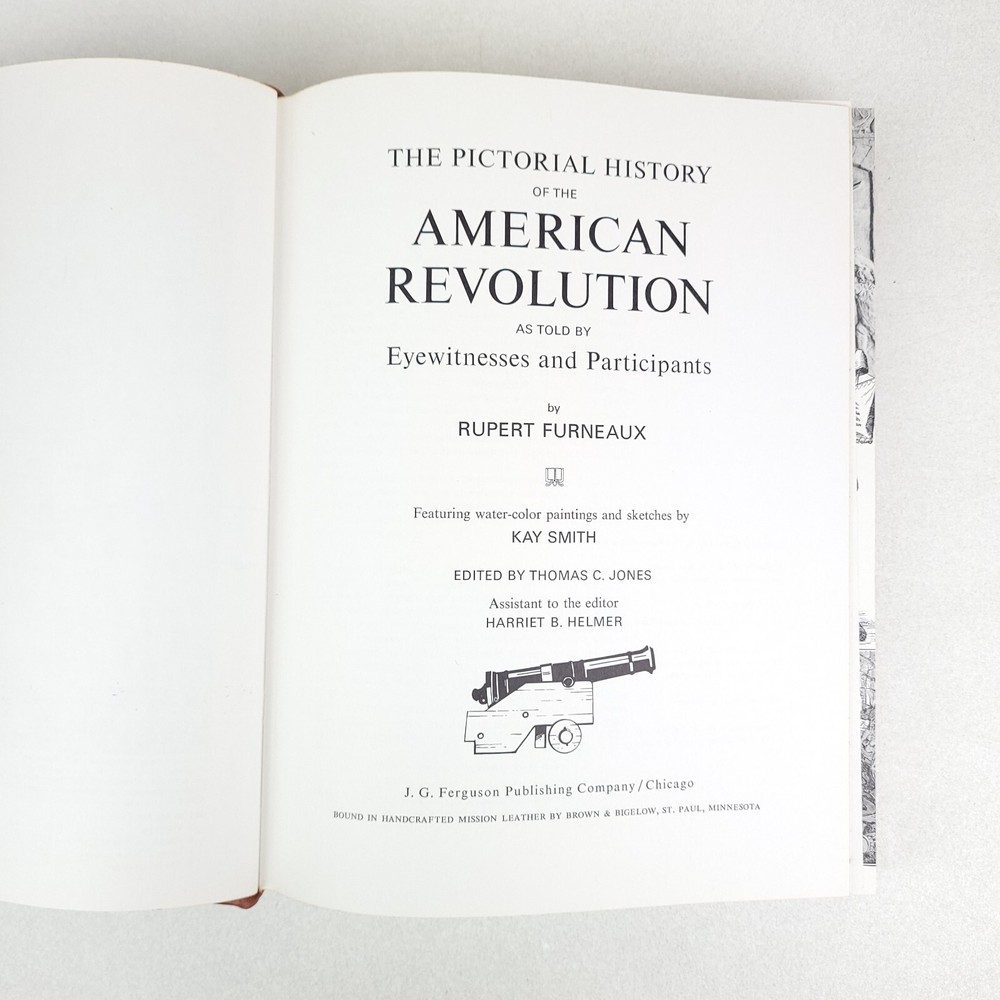 THE PICTORIAL HISTORY
OF THE
AMERICAN
REVOLUTION
AS TOLD BY
Eyewitnesses and Participants
by
RUPERT FURNEAUX
Featuring water-color paintings and sketches by
KAY SMITH
EDITED BY THOMAS C. JONES
Assistant to the editor
HARRIET B. HELMER
J. G. Ferguson Publishing Company/Chicago
BOUND IN HANDCRAFTED MISSION LEATHER BY BROWN & BIGELOW, ST. PAUL, MINNESOTA